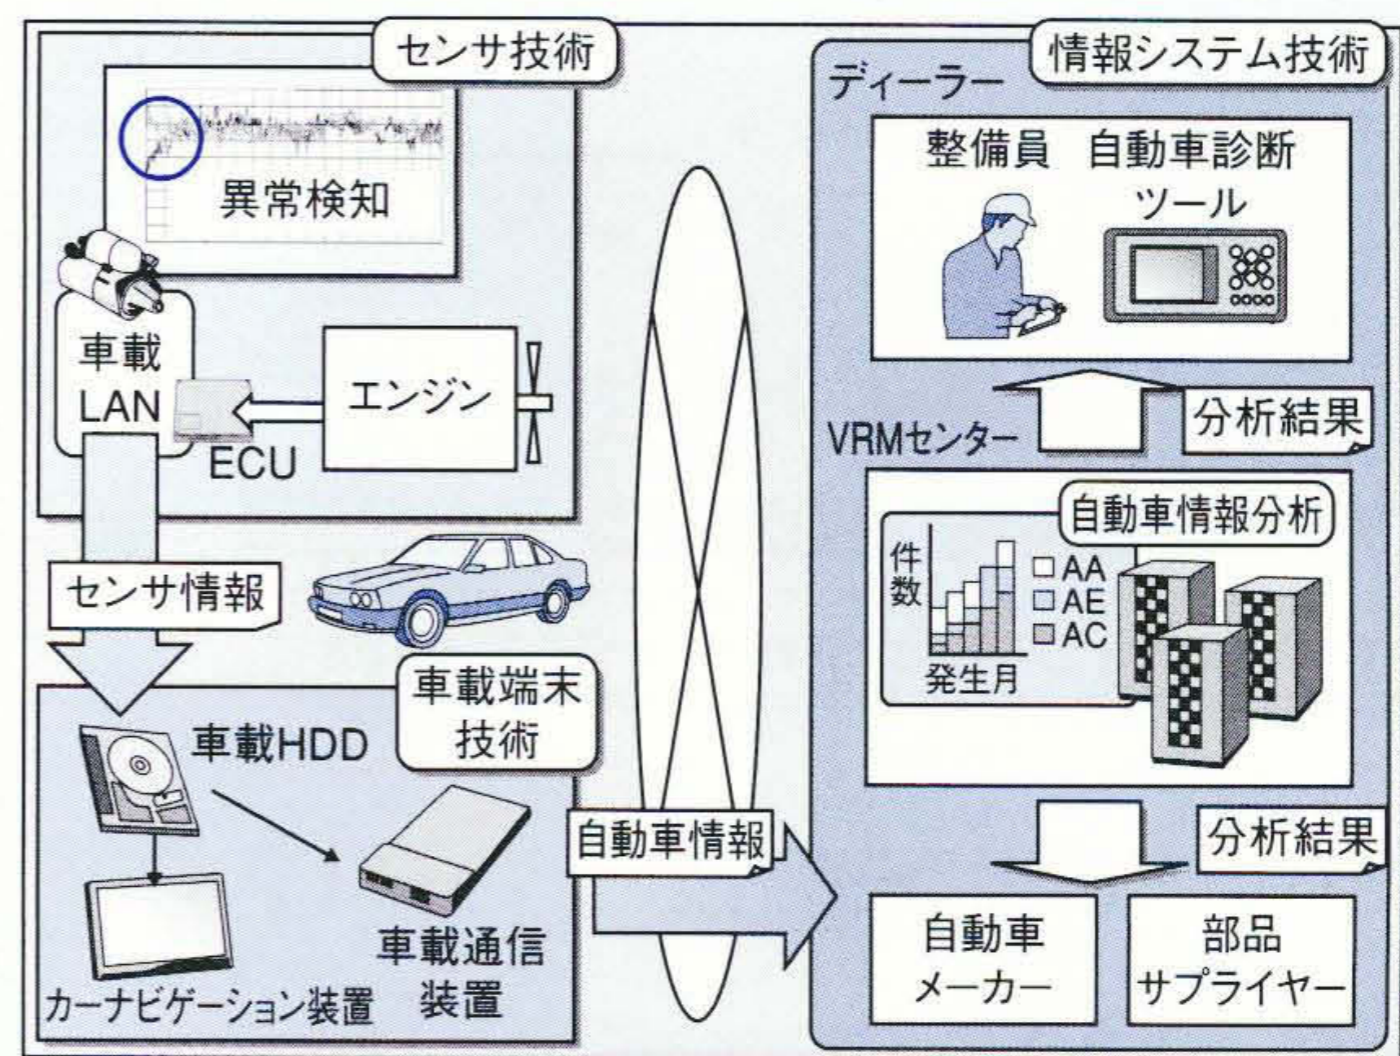 センサ技術
異常検知
車載
LAN
ECU
エンジン
センサ情報
車載端末
技術
車載HDD
カーナビゲーション装置
車載通信
装置
自動車情報
情報システム技術
ディーラー
整備員
自動車診断
ツール
分析結果
VRMセンター
自動車情報分析
件
数
AA
AE
AC
発生月
分析結果
自動車
メーカー
部品
サプライヤー